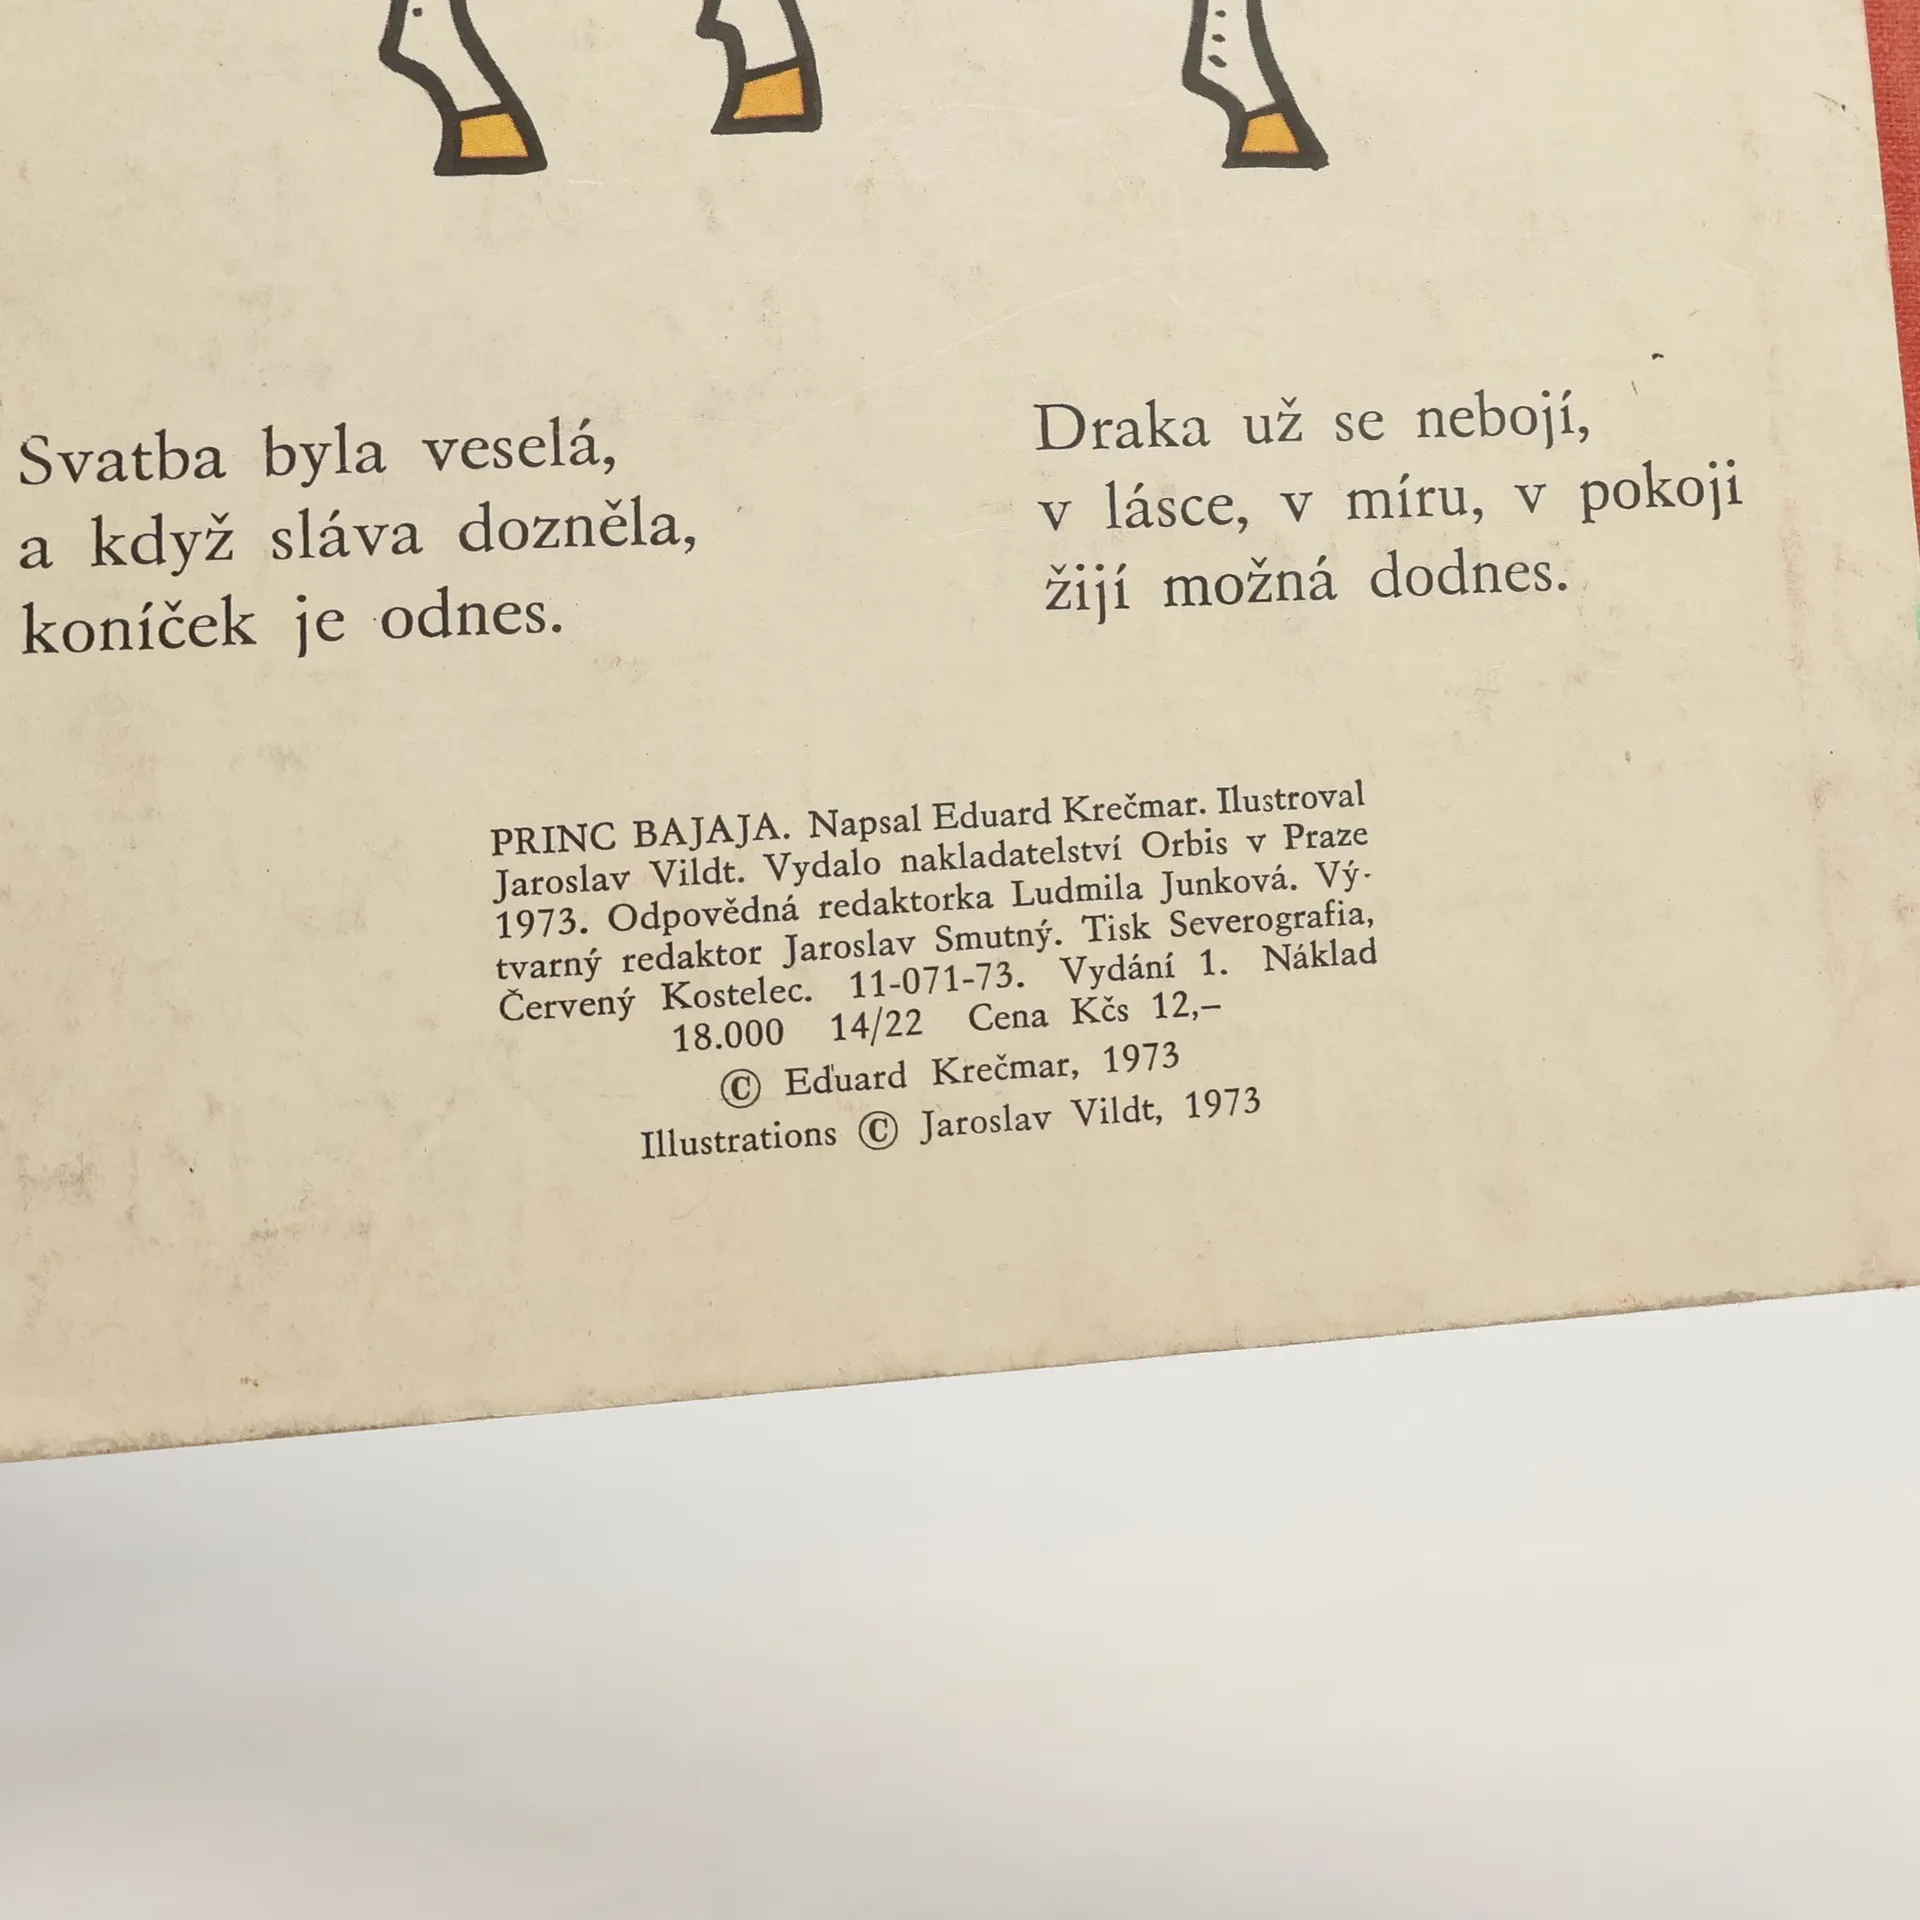 Svatba byla veselá,
a když sláva dozněla,
koníček je odnes.
Draka už se nebojí,
v lásce, v míru, v pokoji
žijí možná dodnes.
PRINC BAJAJA. Napsal Eduard Krečmar. Ilustroval
Jaroslav Vildt. Vydalo nakladatelství Orbis v Praze
1973. Odpovědná redaktorka Ludmila Junková. Vý-
tvarný redaktor Jaroslav Smutný. Tisk Severografia,
Červený Kostelec. 11-071-73. Vydání 1. Náklad
18.000 14/22 Cena Kčs 12,–
© Eduard Krečmar, 1973
Illustrations © Jaroslav Vildt, 1973